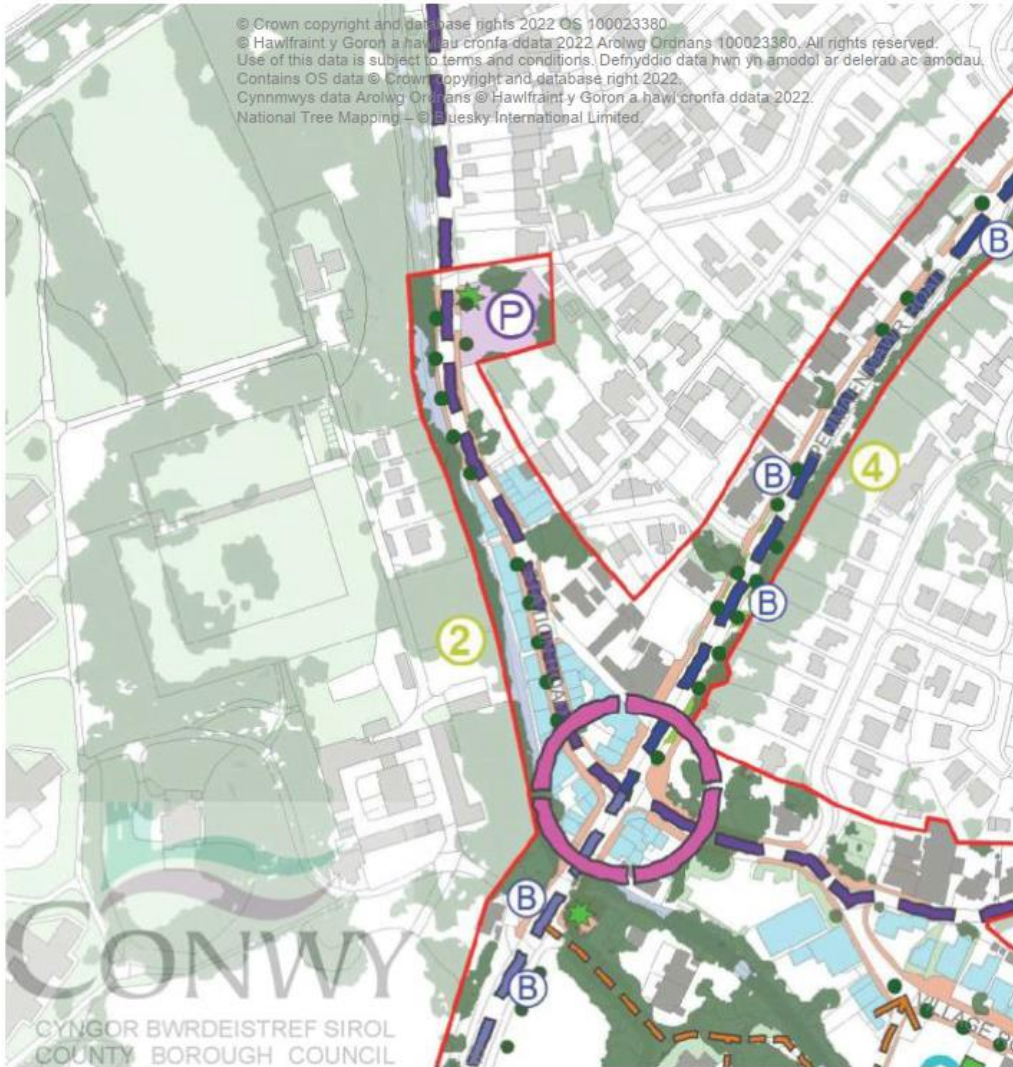 © Crown copyright and database rights 2022 OS 100023380
© Hawlfraint y Goron a hawliau cronfa ddata 2022 Arolwg Ordnans 100023380. All rights reserved.
Use of this data is subject to terms and conditions. Defnyddio data hwn yn amodol ar delerau ac amodau.
Contains OS data © Crown copyright and database right 2022.
Cynnmwys data Arolwg Ordnans © Hawlfraint y Goron a hawl cronfa ddata 2022.
National Tree Mapping – © Bluesky International Limited.
B
P
ROAD
4
B
B
2
B
B
CONWY
CYNGOR BWRDEISTREF SIROL
COUNTY BOROUGH COUNCIL
VILLAGE